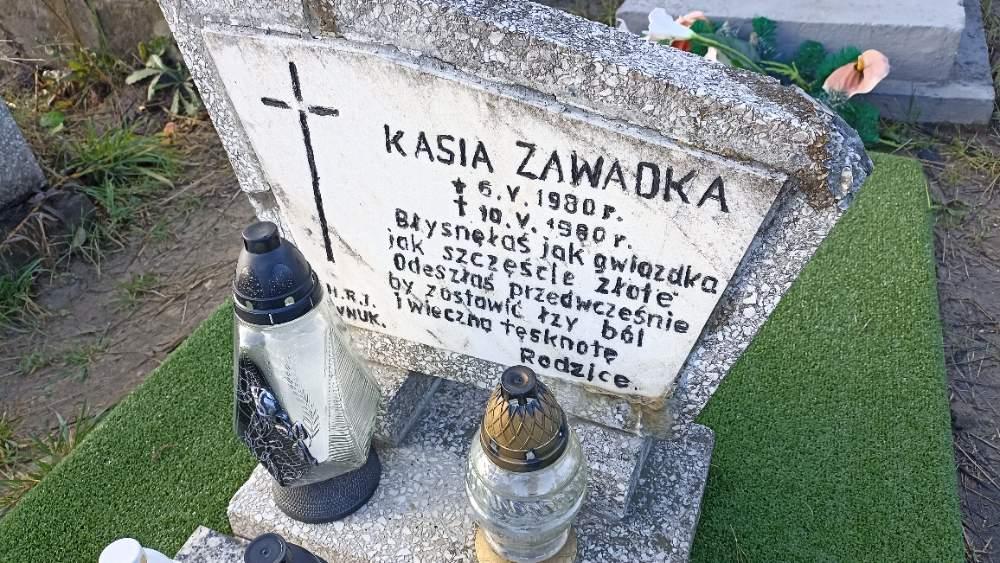 KASIA ZAWADKA
* 6.V.1980 r.
† 10.V.1980 r.
Błysnęłaś jak gwiazdka
jak szczęście złote
Odeszłaś przedwcześnie
by zostawić łzy ból
i wieczną tęsknotę
Rodzice.
H.R.J.
WNUK.